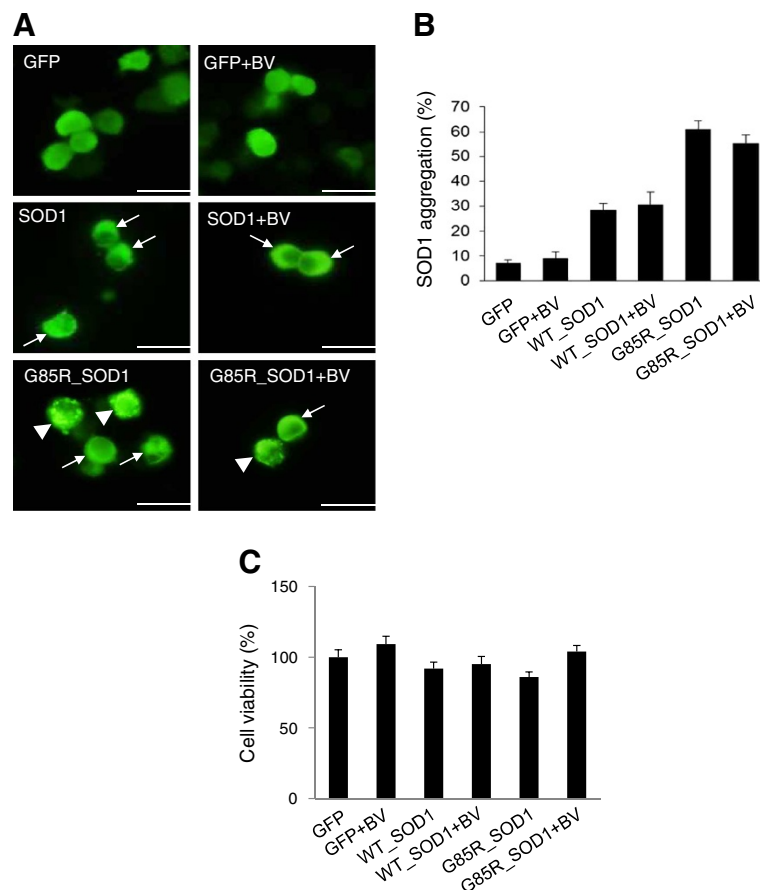 A
GFP
GFP+BV
SOD1
SOD1+BV
G85R_SOD1
G85R_SOD1+BV
B
SOD1 aggregation (%)
70
60
50
40
30
20
10
0
GFP
GFP+BV
WT_SOD1
WT_SOD1+BV
G85R_SOD1
G85R_SOD1+BV
C
Cell viability (%)
150
100
50
0
GFP
GFP+BV
WT_SOD1
WT_SOD1+BV
G85R_SOD1
G85R_SOD1+BV